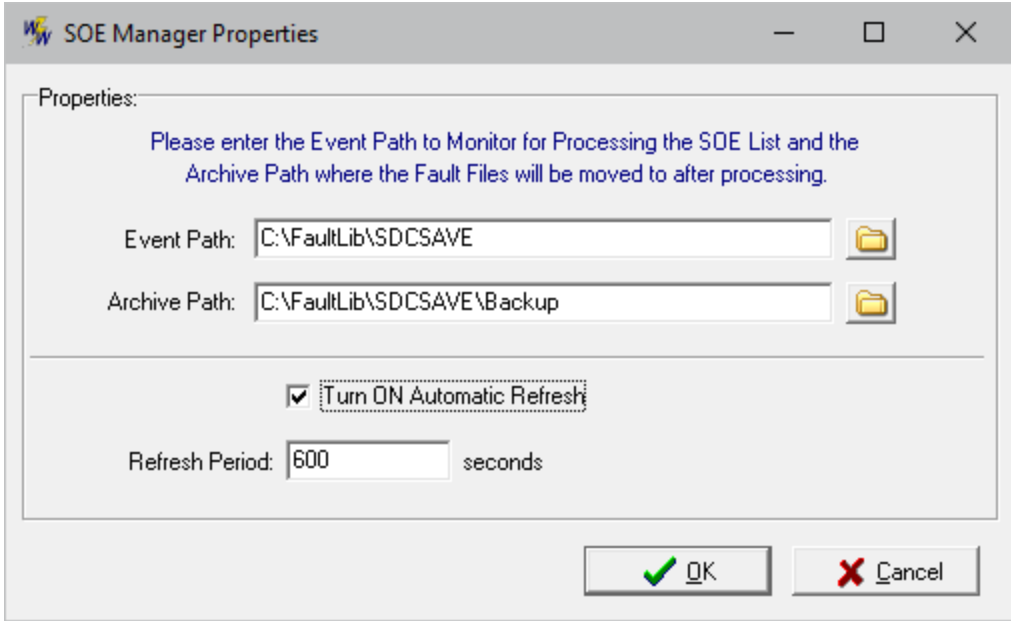 SOE Manager Properties
Properties:
Please enter the Event Path to Monitor for Processing the SOE List and the
Archive Path where the Fault Files will be moved to after processing.
Event Path: C:\FaultLib\SDCSAVE
Archive Path: C:\FaultLib\SDCSAVE\Backup
Turn ON Automatic Refresh
Refresh Period: 600 seconds
OK Cancel